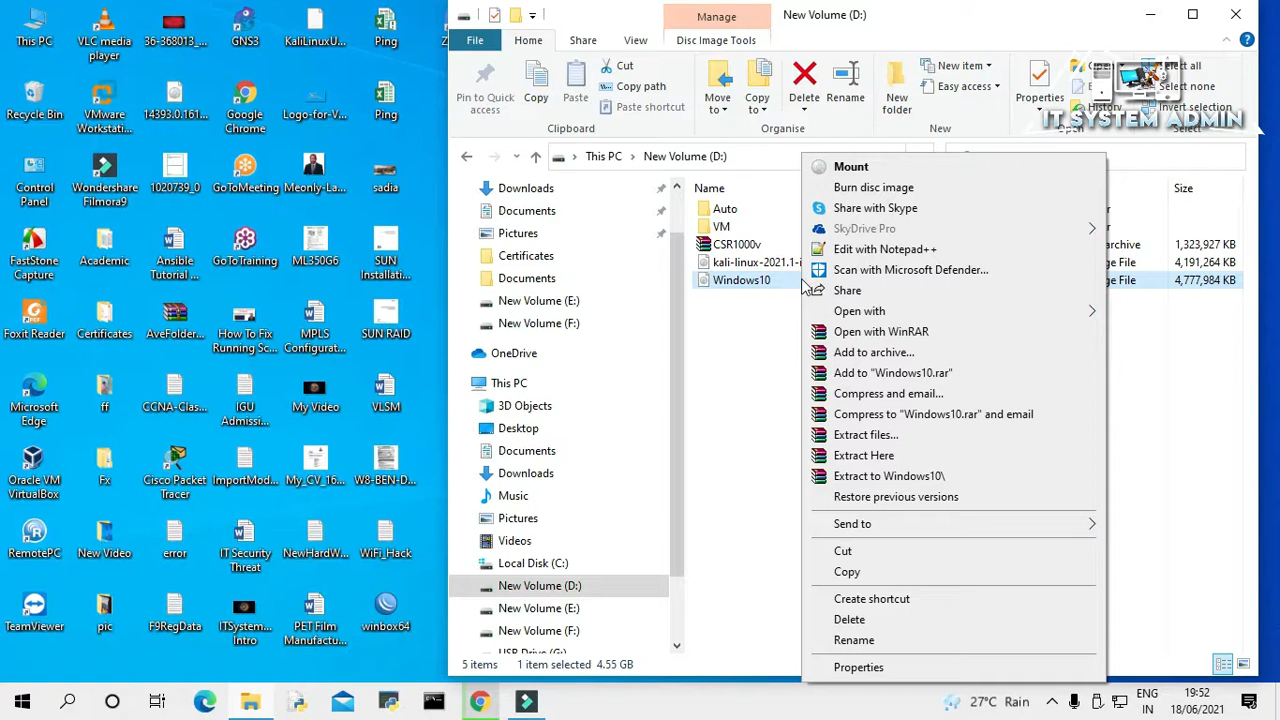 This PC
VLC media player
36-368013_...
GNS3
KaliLinuxU...
Ping
Recycle Bin
VMware Workstati...
14393.0.161...
Google Chrome
Logo-for-V...
Ping
Control Panel
Wondershare Filmora9
1020739_0
GoToMeeting
Meonly-La...
sadia
FastStone Capture
Academic
Ansible Tutorial ...
GoToTraining
ML350G6
SUN Installati...
Foxit Reader
Certificates
AveFolder...
How To Fix Running Sc...
MPLS Configurat...
SUN RAID
Microsoft Edge
ff
CCNA-Clas...
IGU Admissi...
My Video
VLSM
Oracle VM VirtualBox
Fx
Cisco Packet Tracer
ImportMod...
My_CV_16...
W8-BEN-D...
RemotePC
New Video
error
IT Security Threat
NewHardW...
WiFi_Hack
TeamViewer
pic
F9RegData
ITSystem... Intro
PET Film Manufactu...
winbox64
Manage
New Volume (D:)
File
Home
Share
View
Disc Image Tools
Pin to Quick access
Copy
Paste
Cut
Copy path
Paste shortcut
Clipboard
Move to
Copy to
Delete
Rename
Organise
New folder
New item
Easy access
New
Properties
Open
History
Select all
Select none
Invert selection
Select
IT SYSTEM ADMIN
This PC
New Volume (D:)
Downloads
Documents
Pictures
Certificates
Documents
New Volume (E:)
New Volume (F:)
OneDrive
This PC
3D Objects
Desktop
Documents
Downloads
Music
Pictures
Videos
Local Disk (C:)
New Volume (D:)
New Volume (E:)
New Volume (F:)
USB Drive (G:)
Name
Size
Auto
VM
CSR1000v
archive
1,323,927 KB
kali-linux-2021.1-i
ge File
4,191,264 KB
Windows10
ge File
4,777,984 KB
Mount
Burn disc image
Share with Skype
SkyDrive Pro
Edit with Notepad++
Scan with Microsoft Defender...
Share
Open with
Open with WinRAR
Add to archive...
Add to "Windows10.rar"
Compress and email...
Compress to "Windows10.rar" and email
Extract files...
Extract Here
Extract to Windows10\
Restore previous versions
Send to
Cut
Copy
Create shortcut
Delete
Rename
Properties
5 items
1 item selected 4.55 GB
27°C Rain
ENG
IN
19:52
18/06/2021